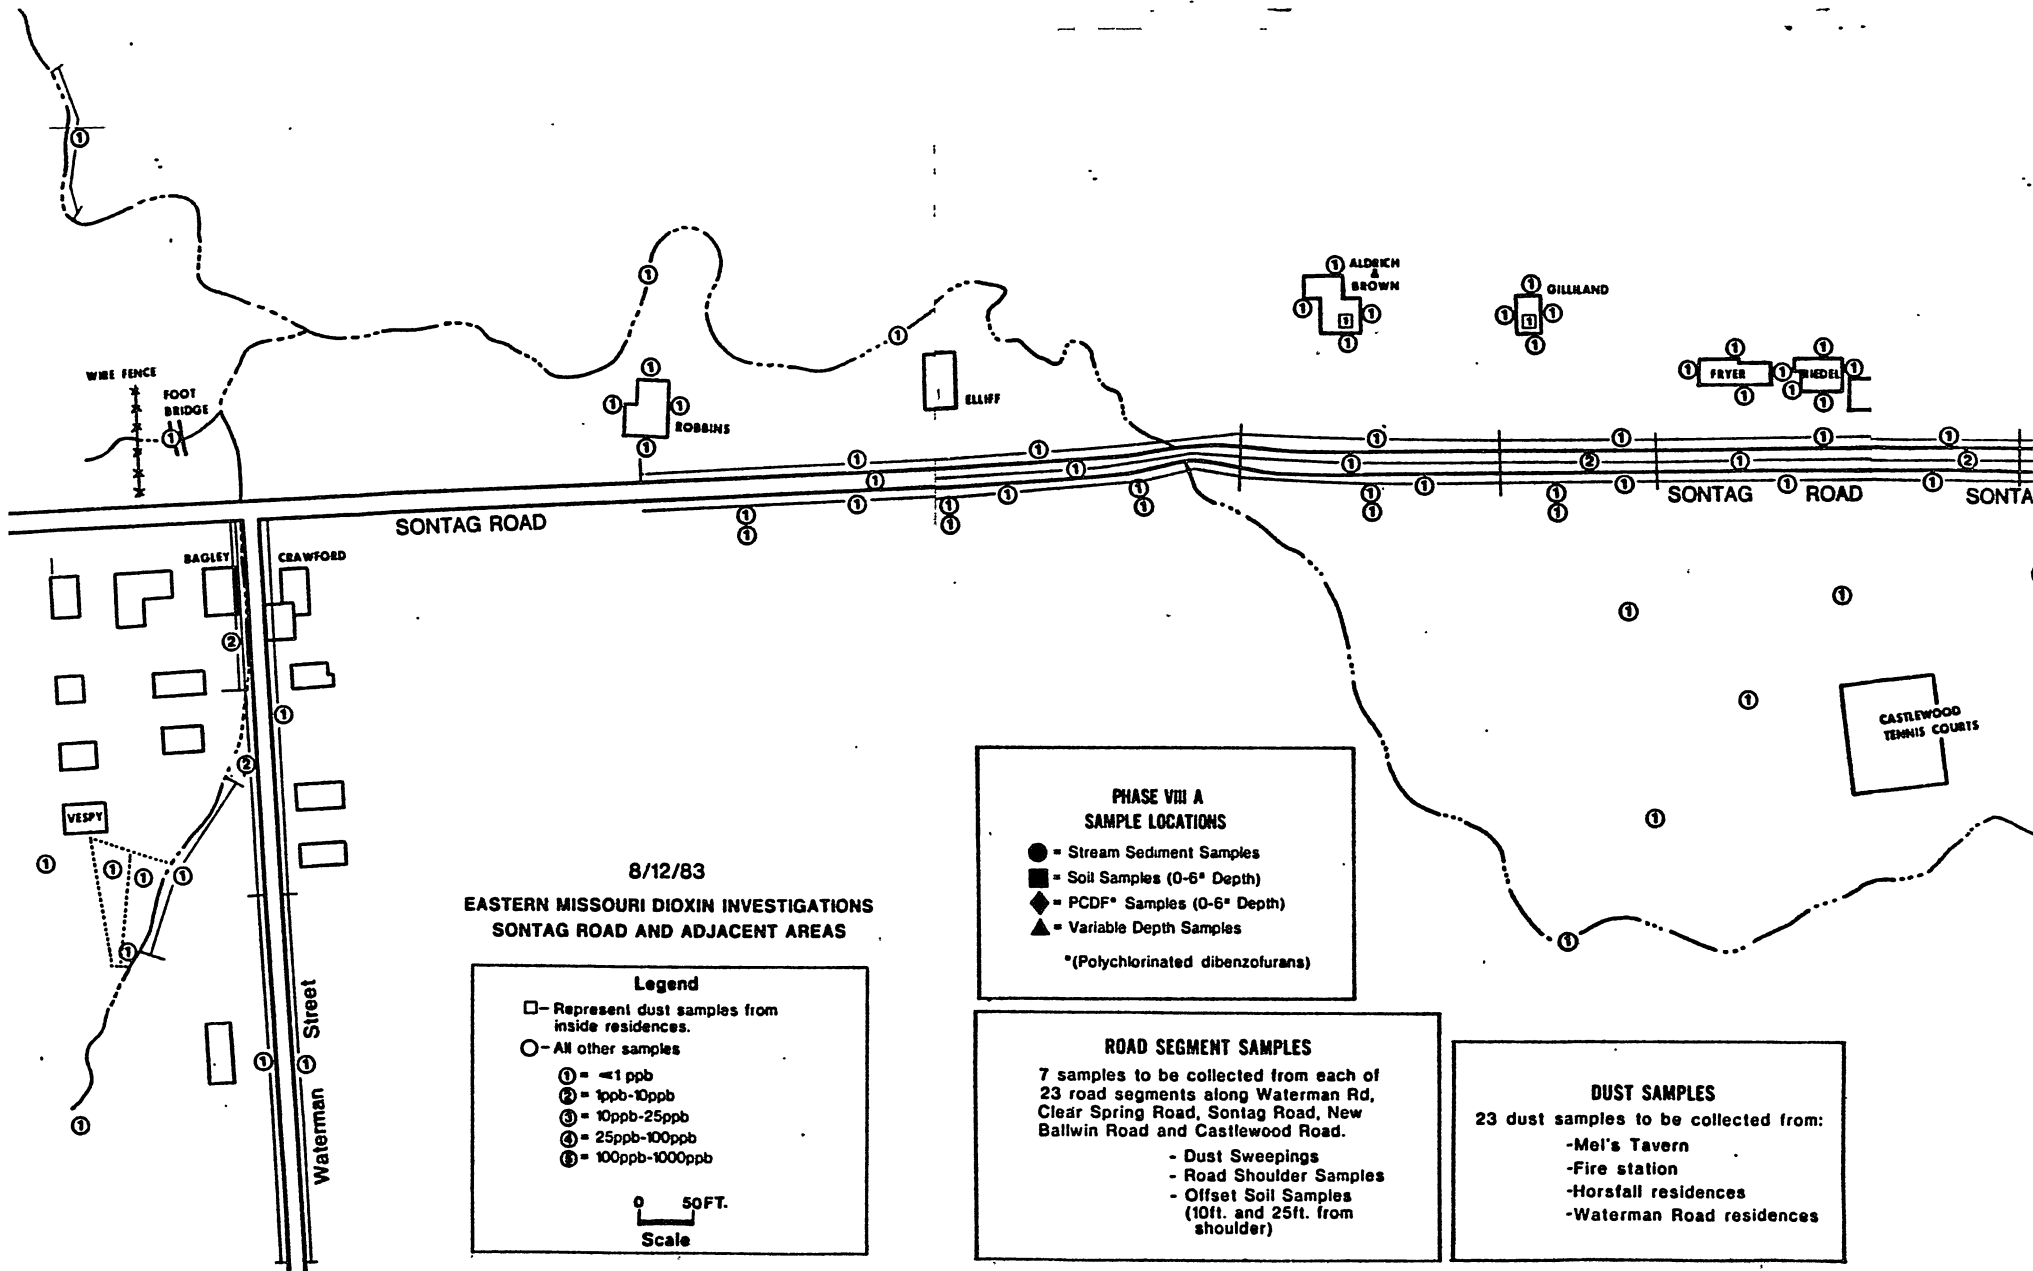 ALDRICH
&
BROWN
GILLILAND
WIRE FENCE
FOOT
BRIDGE
FRYER
RIEDEL
ELLIFF
ROBBINS
SONTAG ROAD
SONTAG ROAD
SONTA
BAGLEY
CRAWFORD
VESPY
CASTLEWOOD
TENNIS COURTS
Waterman Street
8/12/83
EASTERN MISSOURI DIOXIN INVESTIGATIONS
SONTAG ROAD AND ADJACENT AREAS
Legend
□- Represent dust samples from
inside residences.
○- All other samples
① = <1 ppb
② = 1ppb-10ppb
③ = 10ppb-25ppb
④ = 25ppb-100ppb
⑤ = 100ppb-1000ppb
0 50FT.
Scale
PHASE VIII A
SAMPLE LOCATIONS
● = Stream Sediment Samples
■ = Soil Samples (0-6" Depth)
◆ = PCDF* Samples (0-6" Depth)
▲ = Variable Depth Samples
*(Polychlorinated dibenzofurans)
ROAD SEGMENT SAMPLES
7 samples to be collected from each of
23 road segments along Waterman Rd,
Clear Spring Road, Sontag Road, New
Ballwin Road and Castlewood Road.
- Dust Sweepings
- Road Shoulder Samples
- Offset Soil Samples
(10ft. and 25ft. from
shoulder)
DUST SAMPLES
23 dust samples to be collected from:
-Mel's Tavern
-Fire station
-Horsfall residences
-Waterman Road residences